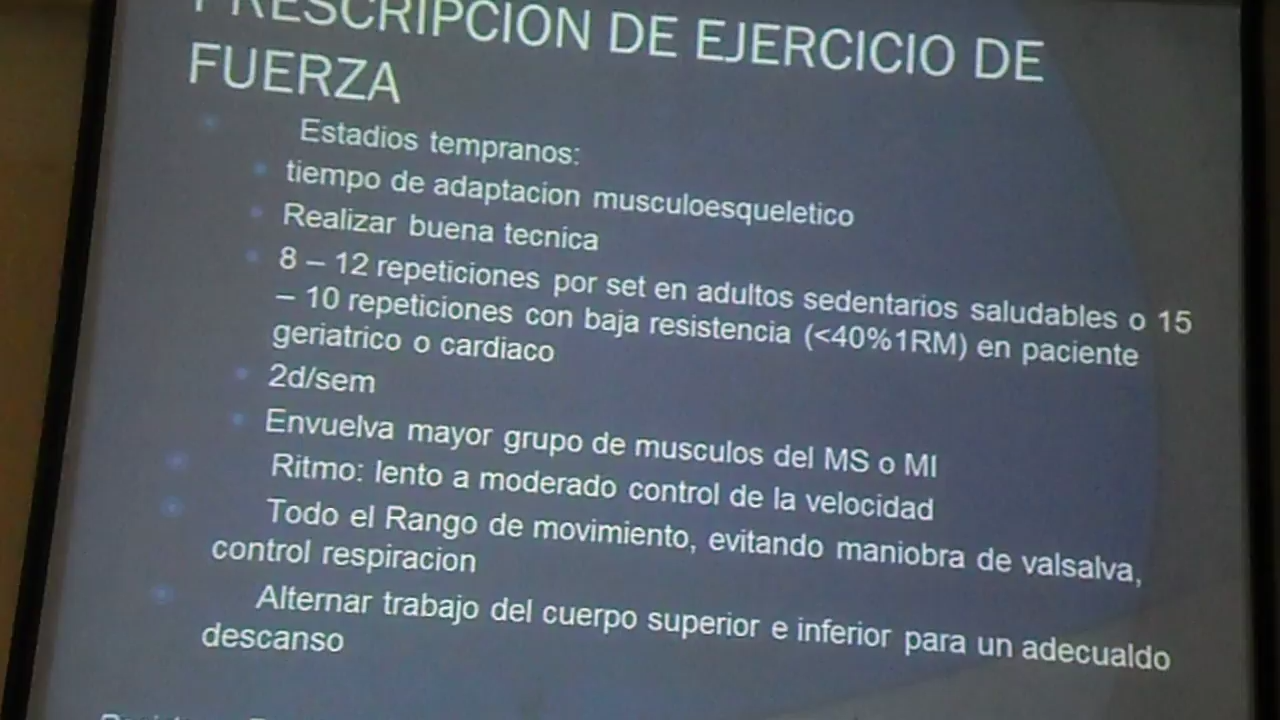 PRESCRIPCION DE EJERCICIO DE
FUERZA
Estadios tempranos:
tiempo de adaptacion musculoesqueletico
Realizar buena tecnica
8 – 12 repeticiones por set en adultos sedentarios saludables o 15
– 10 repeticiones con baja resistencia (<40%1RM) en paciente
geriatrico o cardiaco
2d/sem
Envuelva mayor grupo de musculos del MS o MI
Ritmo: lento a moderado control de la velocidad
Todo el Rango de movimiento, evitando maniobra de valsalva,
control respiracion
Alternar trabajo del cuerpo superior e inferior para un adecualdo
descanso